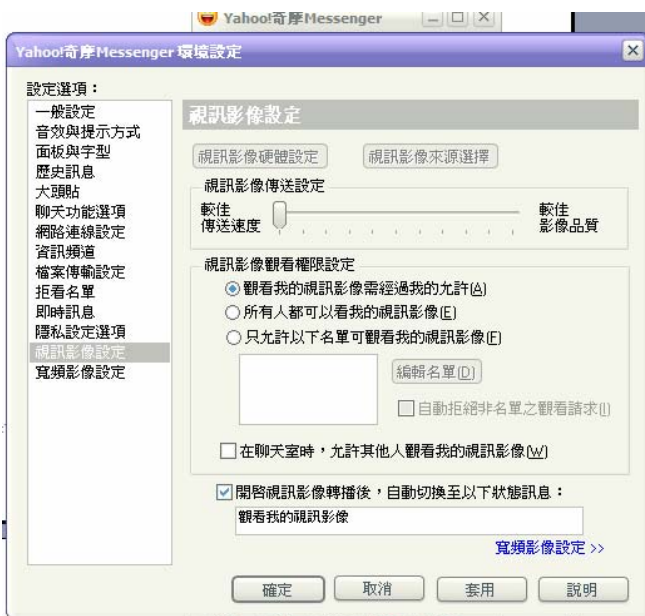 Yahoo!奇摩Messenger
Yahoo!奇摩Messenger 環境設定
設定選項：
一般設定
音效與提示方式
面板與字型
歷史訊息
大頭貼
聊天功能選項
網路連線設定
資訊頻道
檔案傳輸設定
拒看名單
即時訊息
隱私設定選項
視訊影像設定
寬頻影像設定
視訊影像設定
視訊影像硬體設定 視訊影像來源選擇
視訊影像傳送設定
較佳 較佳
傳送速度 影像品質
視訊影像觀看權限設定
觀看我的視訊影像需經過我的允許(A)
所有人都可以看我的視訊影像(E)
只允許以下名單可觀看我的視訊影像(F)
編輯名單(D)
自動拒絕非名單之觀看請求(I)
在聊天室時，允許其他人觀看我的視訊影像(W)
開啟視訊影像轉播後，自動切換至以下狀態訊息：
觀看我的視訊影像
寬頻影像設定 >>
確定 取消 套用 說明